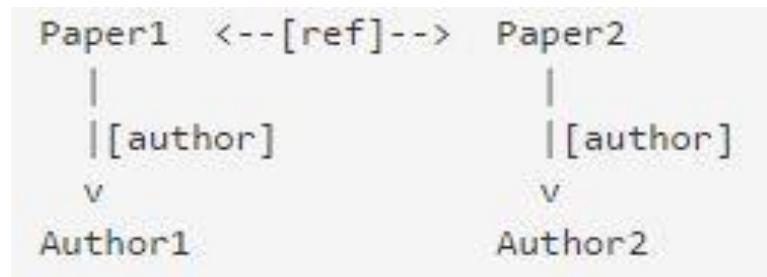 Paper1  <--[ref]-->  Paper2
  |                    |
  |[author]            |[author]
  v                    v
Author1              Author2